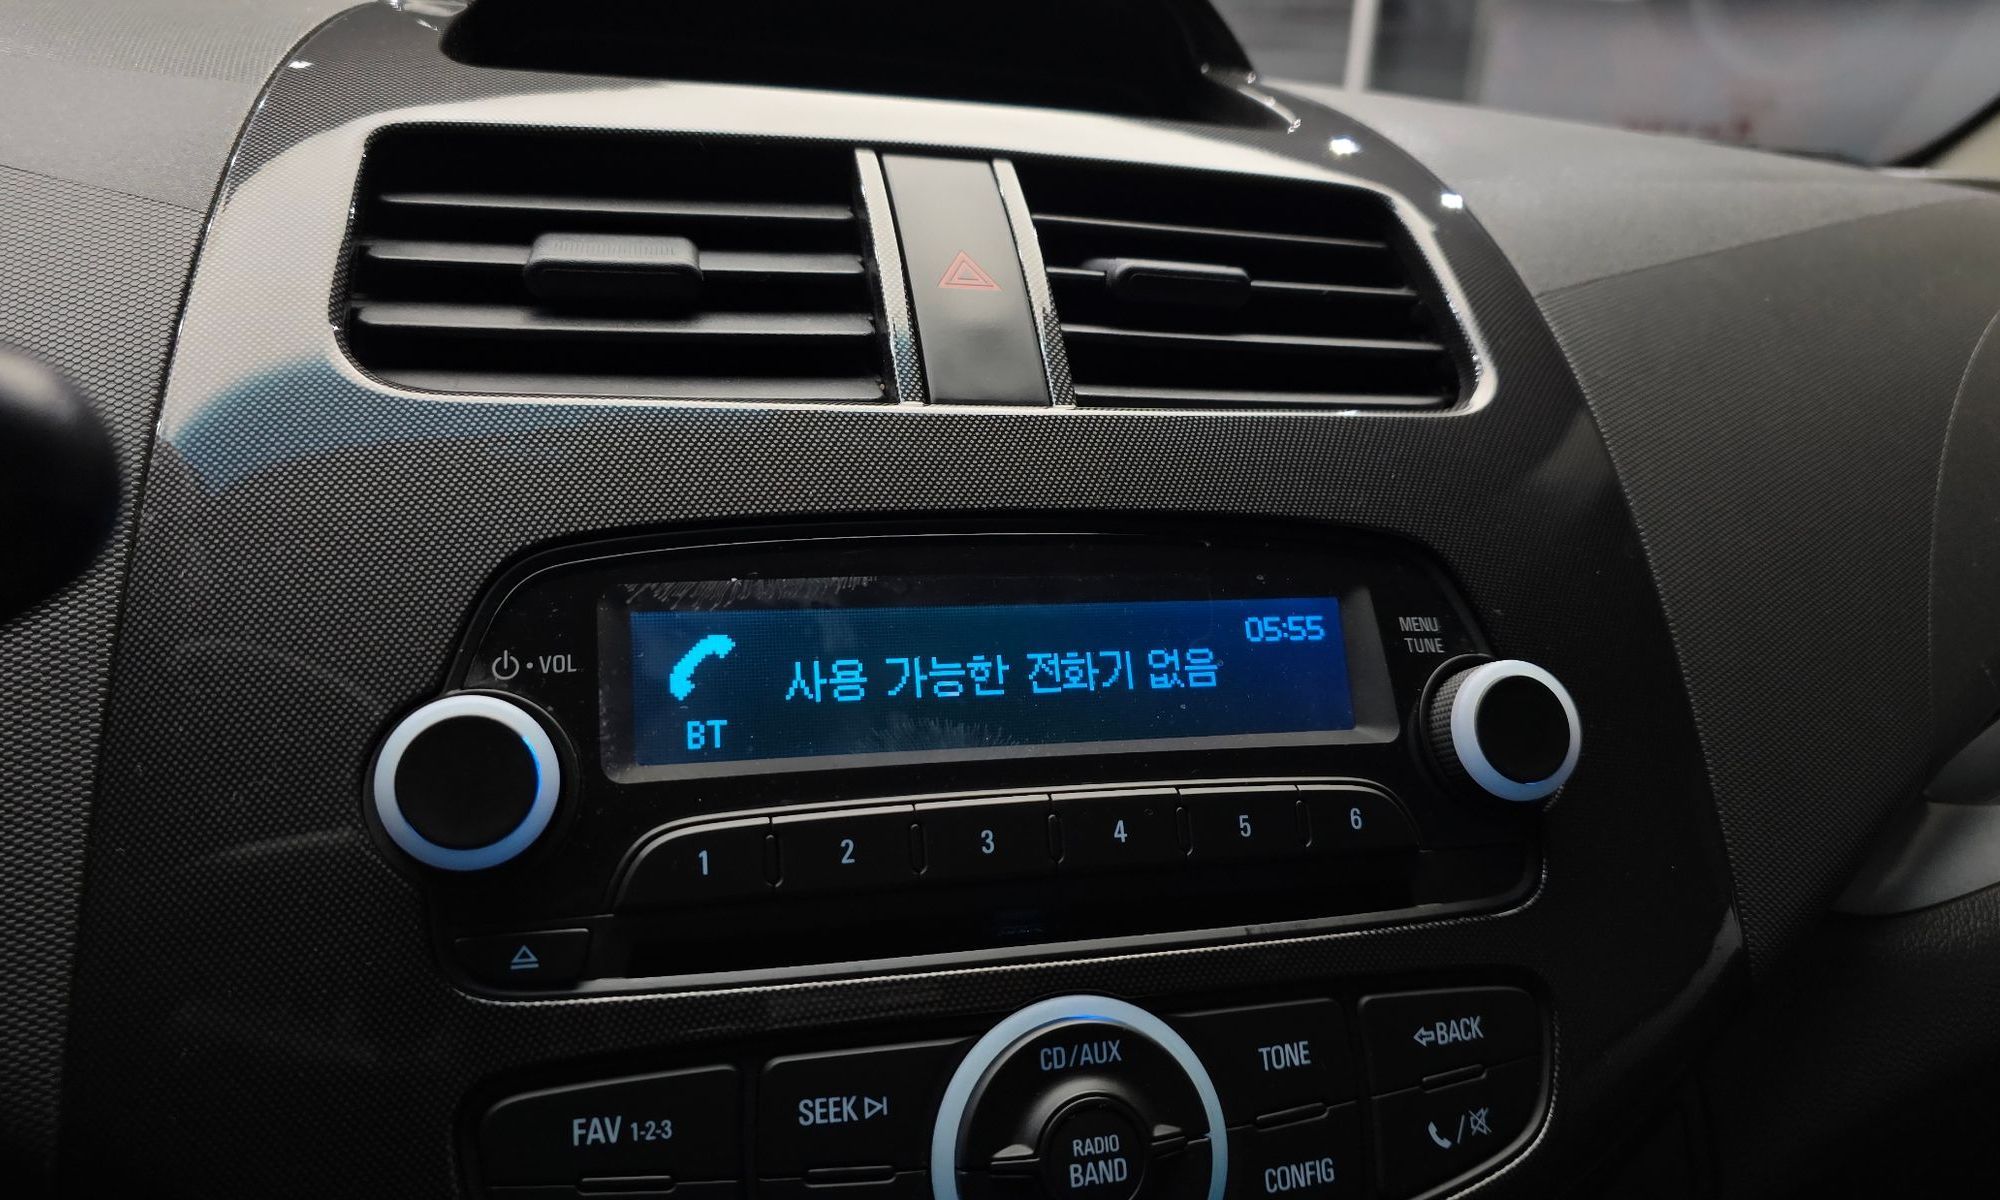 05:55
MENU
TUNE
VOL
사용 가능한 전화기 없음
BT
1 2 3 4 5 6
CD/AUX
TONE
BACK
SEEK
FAV 1-2-3
RADIO
BAND
CONFIG